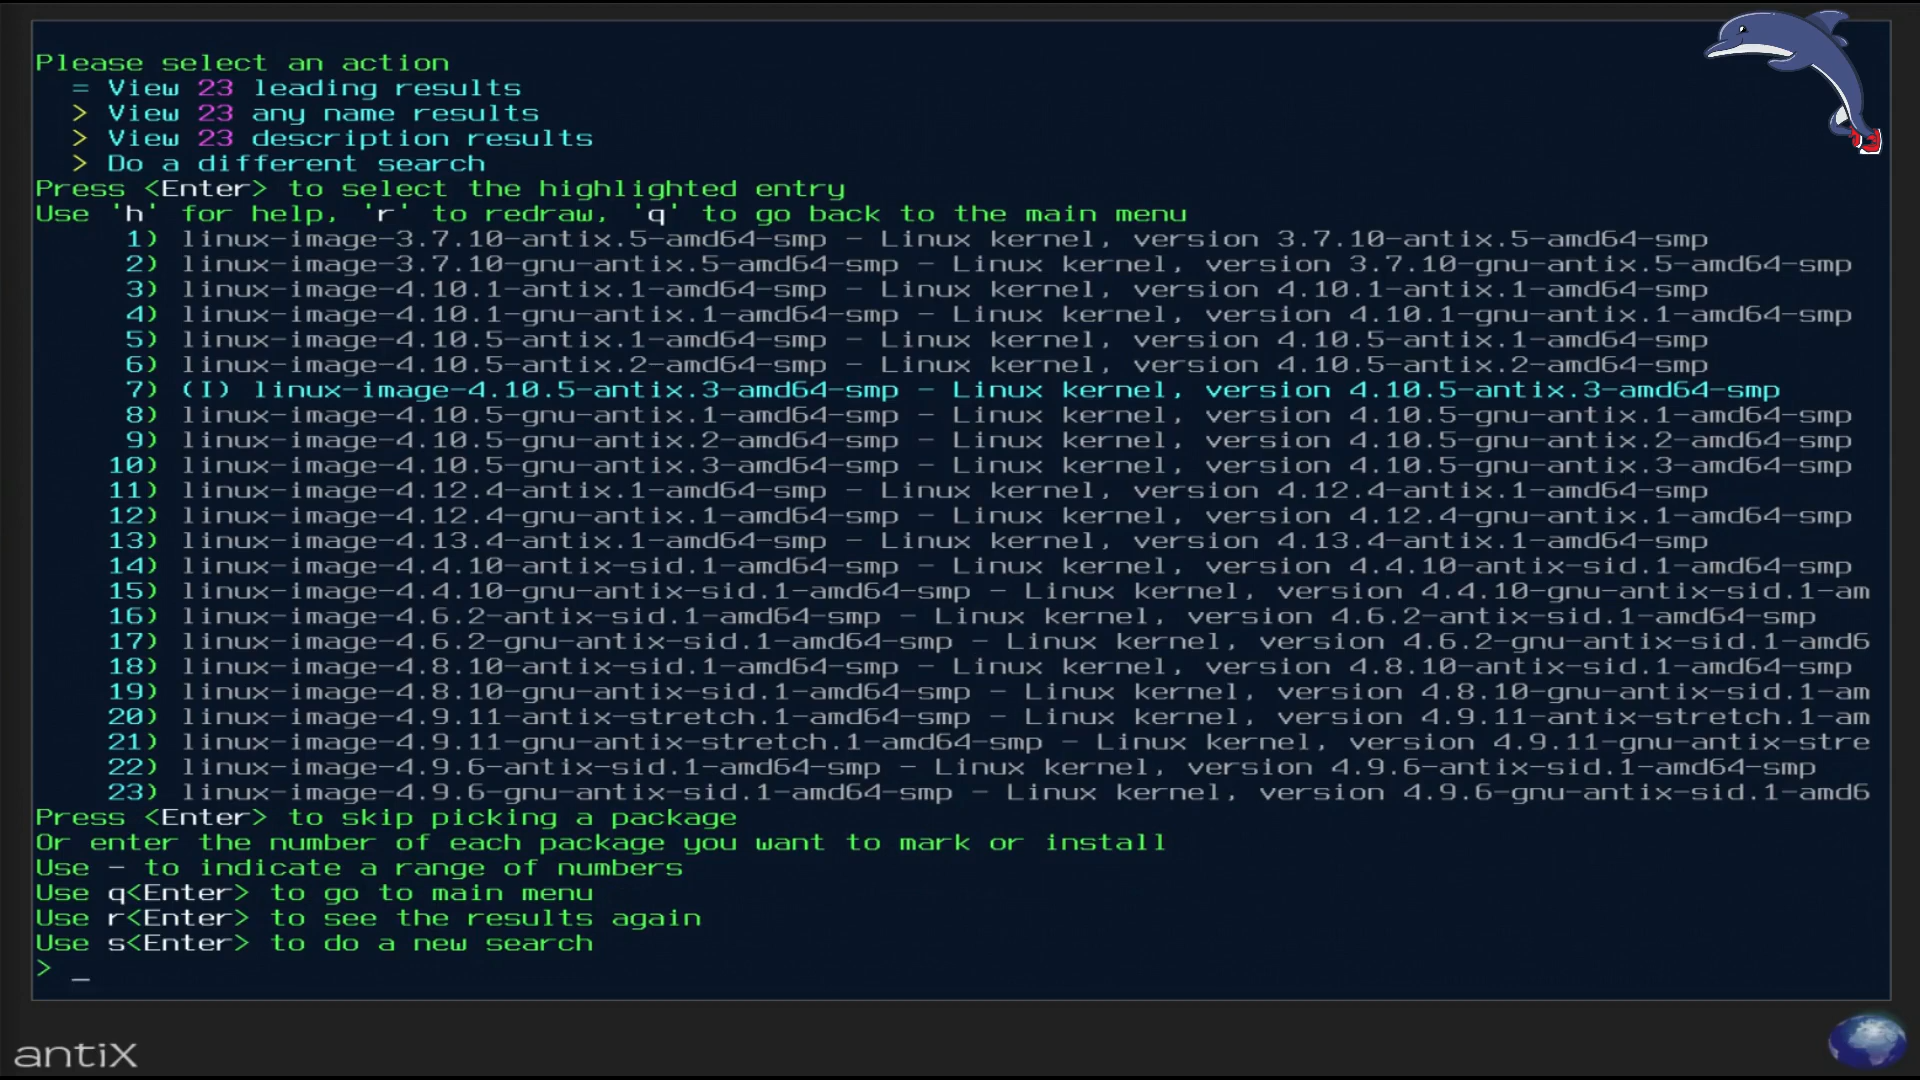 Please select an action
= View 23 leading results
> View 23 any name results
> View 23 description results
> Do a different search
Press <Enter> to select the highlighted entry
Use 'h' for help, 'r' to redraw, 'q' to go back to the main menu
1) linux-image-3.7.10-antix.5-amd64-smp - Linux kernel, version 3.7.10-antix.5-amd64-smp
2) linux-image-3.7.10-gnu-antix.5-amd64-smp - Linux kernel, version 3.7.10-gnu-antix.5-amd64-smp
3) linux-image-4.10.1-antix.1-amd64-smp - Linux kernel, version 4.10.1-antix.1-amd64-smp
4) linux-image-4.10.1-gnu-antix.1-amd64-smp - Linux kernel, version 4.10.1-gnu-antix.1-amd64-smp
5) linux-image-4.10.5-antix.1-amd64-smp - Linux kernel, version 4.10.5-antix.1-amd64-smp
6) linux-image-4.10.5-antix.2-amd64-smp - Linux kernel, version 4.10.5-antix.2-amd64-smp
7) (I) linux-image-4.10.5-antix.3-amd64-smp - Linux kernel, version 4.10.5-antix.3-amd64-smp
8) linux-image-4.10.5-gnu-antix.1-amd64-smp - Linux kernel, version 4.10.5-gnu-antix.1-amd64-smp
9) linux-image-4.10.5-gnu-antix.2-amd64-smp - Linux kernel, version 4.10.5-gnu-antix.2-amd64-smp
10) linux-image-4.10.5-gnu-antix.3-amd64-smp - Linux kernel, version 4.10.5-gnu-antix.3-amd64-smp
11) linux-image-4.12.4-antix.1-amd64-smp - Linux kernel, version 4.12.4-antix.1-amd64-smp
12) linux-image-4.12.4-gnu-antix.1-amd64-smp - Linux kernel, version 4.12.4-gnu-antix.1-amd64-smp
13) linux-image-4.13.4-antix.1-amd64-smp - Linux kernel, version 4.13.4-antix.1-amd64-smp
14) linux-image-4.4.10-antix-sid.1-amd64-smp - Linux kernel, version 4.4.10-antix-sid.1-amd64-smp
15) linux-image-4.4.10-gnu-antix-sid.1-amd64-smp - Linux kernel, version 4.4.10-gnu-antix-sid.1-am
16) linux-image-4.6.2-antix-sid.1-amd64-smp - Linux kernel, version 4.6.2-antix-sid.1-amd64-smp
17) linux-image-4.6.2-gnu-antix-sid.1-amd64-smp - Linux kernel, version 4.6.2-gnu-antix-sid.1-amd6
18) linux-image-4.8.10-antix-sid.1-amd64-smp - Linux kernel, version 4.8.10-antix-sid.1-amd64-smp
19) linux-image-4.8.10-gnu-antix-sid.1-amd64-smp - Linux kernel, version 4.8.10-gnu-antix-sid.1-am
20) linux-image-4.9.11-antix-stretch.1-amd64-smp - Linux kernel, version 4.9.11-antix-stretch.1-am
21) linux-image-4.9.11-gnu-antix-stretch.1-amd64-smp - Linux kernel, version 4.9.11-gnu-antix-stre
22) linux-image-4.9.6-antix-sid.1-amd64-smp - Linux kernel, version 4.9.6-antix-sid.1-amd64-smp
23) linux-image-4.9.6-gnu-antix-sid.1-amd64-smp - Linux kernel, version 4.9.6-gnu-antix-sid.1-amd6
Press <Enter> to skip picking a package
Or enter the number of each package you want to mark or install
Use - to indicate a range of numbers
Use q<Enter> to go to main menu
Use r<Enter> to see the results again
Use s<Enter> to do a new search
> _
antiX